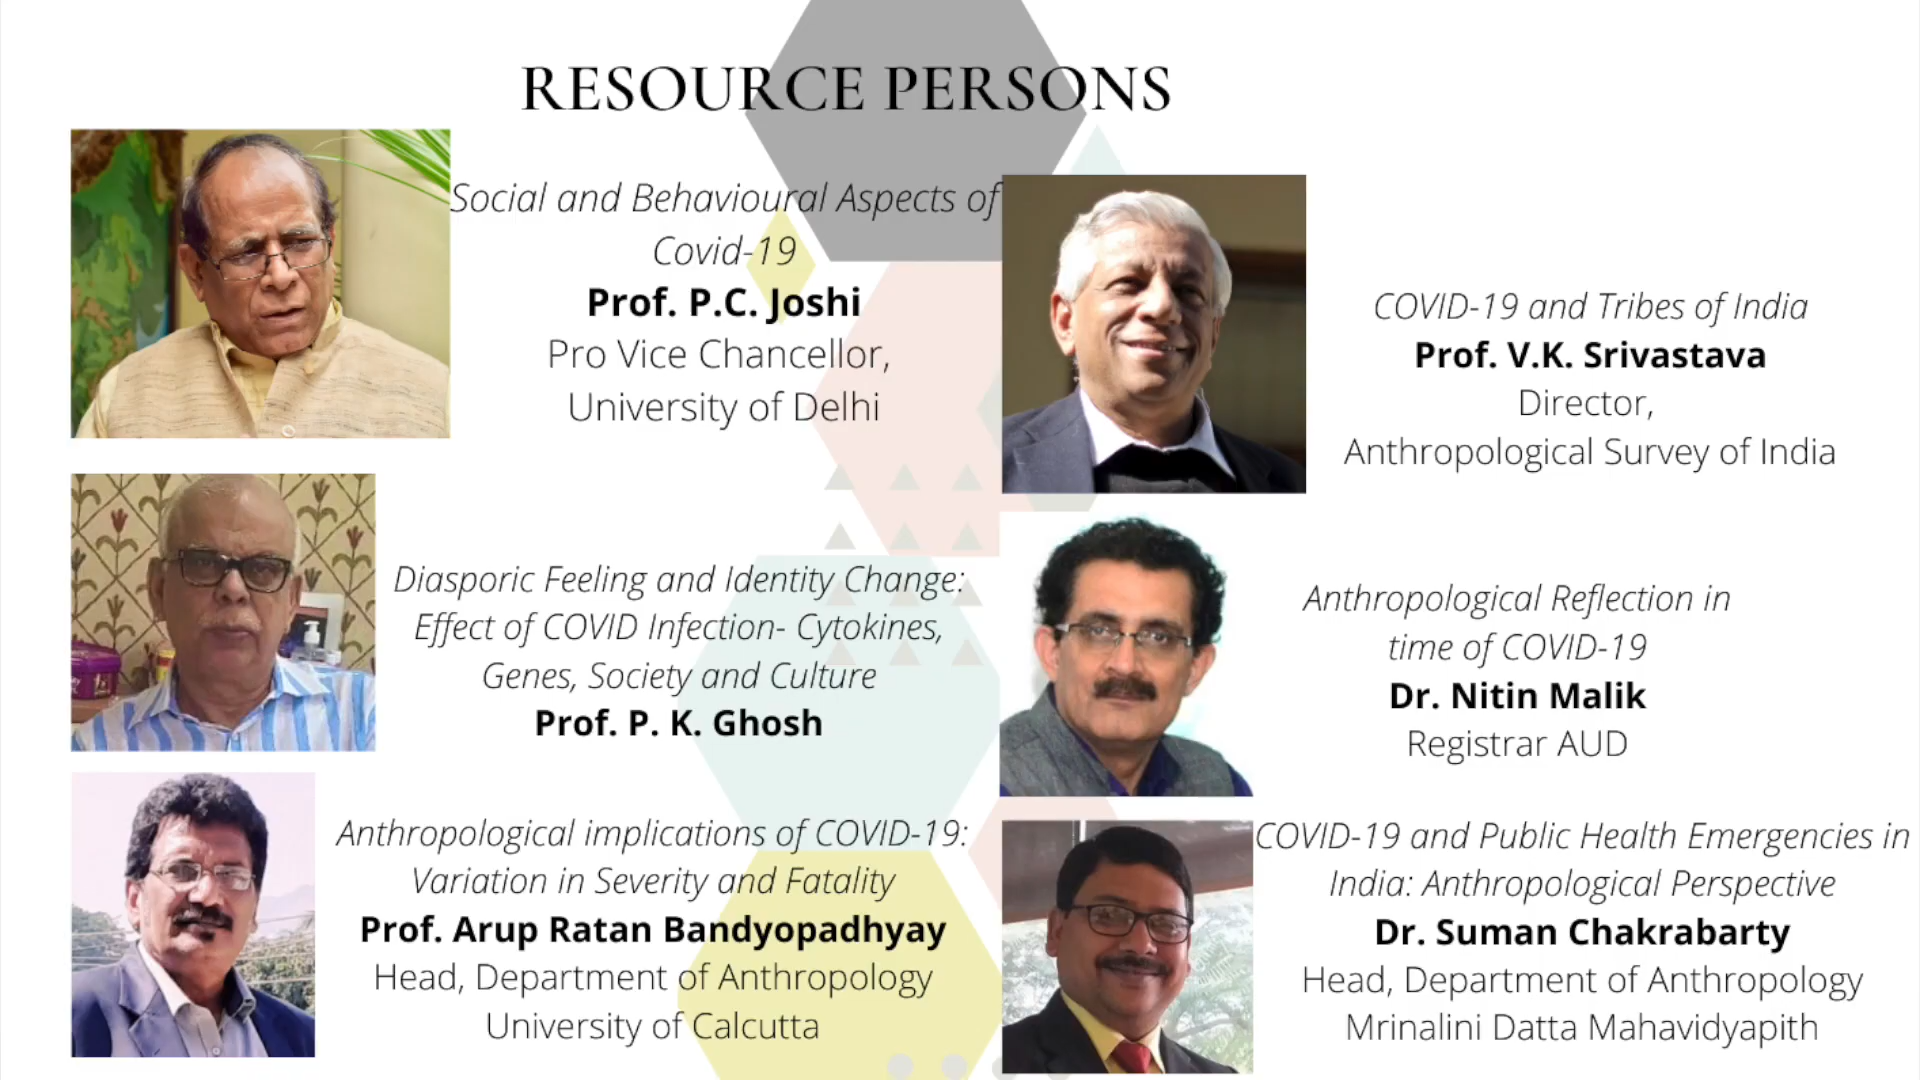 RESOURCE PERSONS
Social and Behavioural Aspects of
Covid-19
Prof. P.C. Joshi
Pro Vice Chancellor,
University of Delhi
COVID-19 and Tribes of India
Prof. V.K. Srivastava
Director,
Anthropological Survey of India
Diasporic Feeling and Identity Change:
Effect of COVID Infection- Cytokines,
Genes, Society and Culture
Prof. P. K. Ghosh
Anthropological Reflection in
time of COVID-19
Dr. Nitin Malik
Registrar AUD
Anthropological implications of COVID-19:
Variation in Severity and Fatality
Prof. Arup Ratan Bandyopadhyay
Head, Department of Anthropology
University of Calcutta
COVID-19 and Public Health Emergencies in
India: Anthropological Perspective
Dr. Suman Chakrabarty
Head, Department of Anthropology
Mrinalini Datta Mahavidyapith